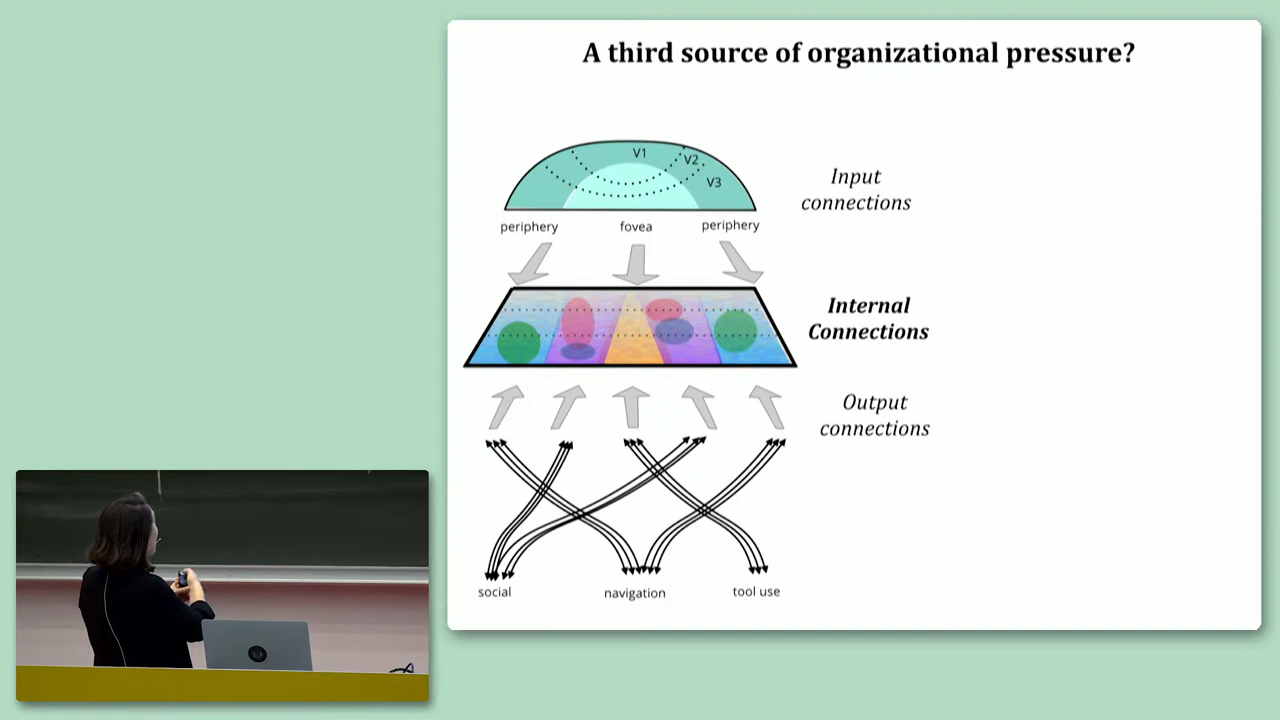 A third source of organizational pressure?
V1
V2
V3
Input
connections
periphery
fovea
periphery
Internal
Connections
Output
connections
social
navigation
tool use